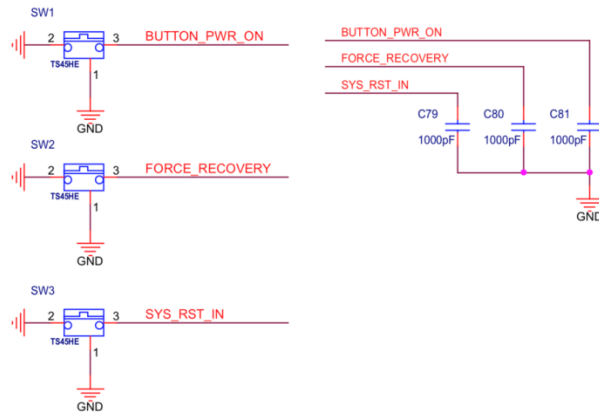 SW1
2
3
BUTTON_PWR_ON
TS45HE
1
GND
SW2
2
3
FORCE_RECOVERY
TS45HE
1
GND
SW3
2
3
SYS_RST_IN
TS45HE
1
GND
BUTTON_PWR_ON
FORCE_RECOVERY
SYS_RST_IN
C79 C80 C81
1000pF 1000pF 1000pF
GND